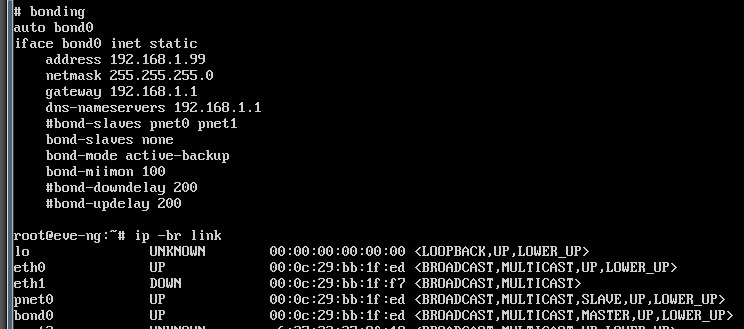 # bonding
auto bond0
iface bond0 inet static
    address 192.168.1.99
    netmask 255.255.255.0
    gateway 192.168.1.1
    dns-nameservers 192.168.1.1
    #bond-slaves pnet0 pnet1
    bond-slaves none
    bond-mode active-backup
    bond-miimon 100
    #bond-downdelay 200
    #bond-updelay 200
root@eve-ng:~# ip -br link
lo               UNKNOWN        00:00:00:00:00:00 <LOOPBACK,UP,LOWER_UP>
eth0             UP             00:0c:29:bb:1f:ed <BROADCAST,MULTICAST,UP,LOWER_UP>
eth1             DOWN           00:0c:29:bb:1f:f7 <BROADCAST,MULTICAST>
pnet0            UP             00:0c:29:bb:1f:ed <BROADCAST,MULTICAST,SLAVE,UP,LOWER_UP>
bond0            UP             00:0c:29:bb:1f:ed <BROADCAST,MULTICAST,MASTER,UP,LOWER_UP>